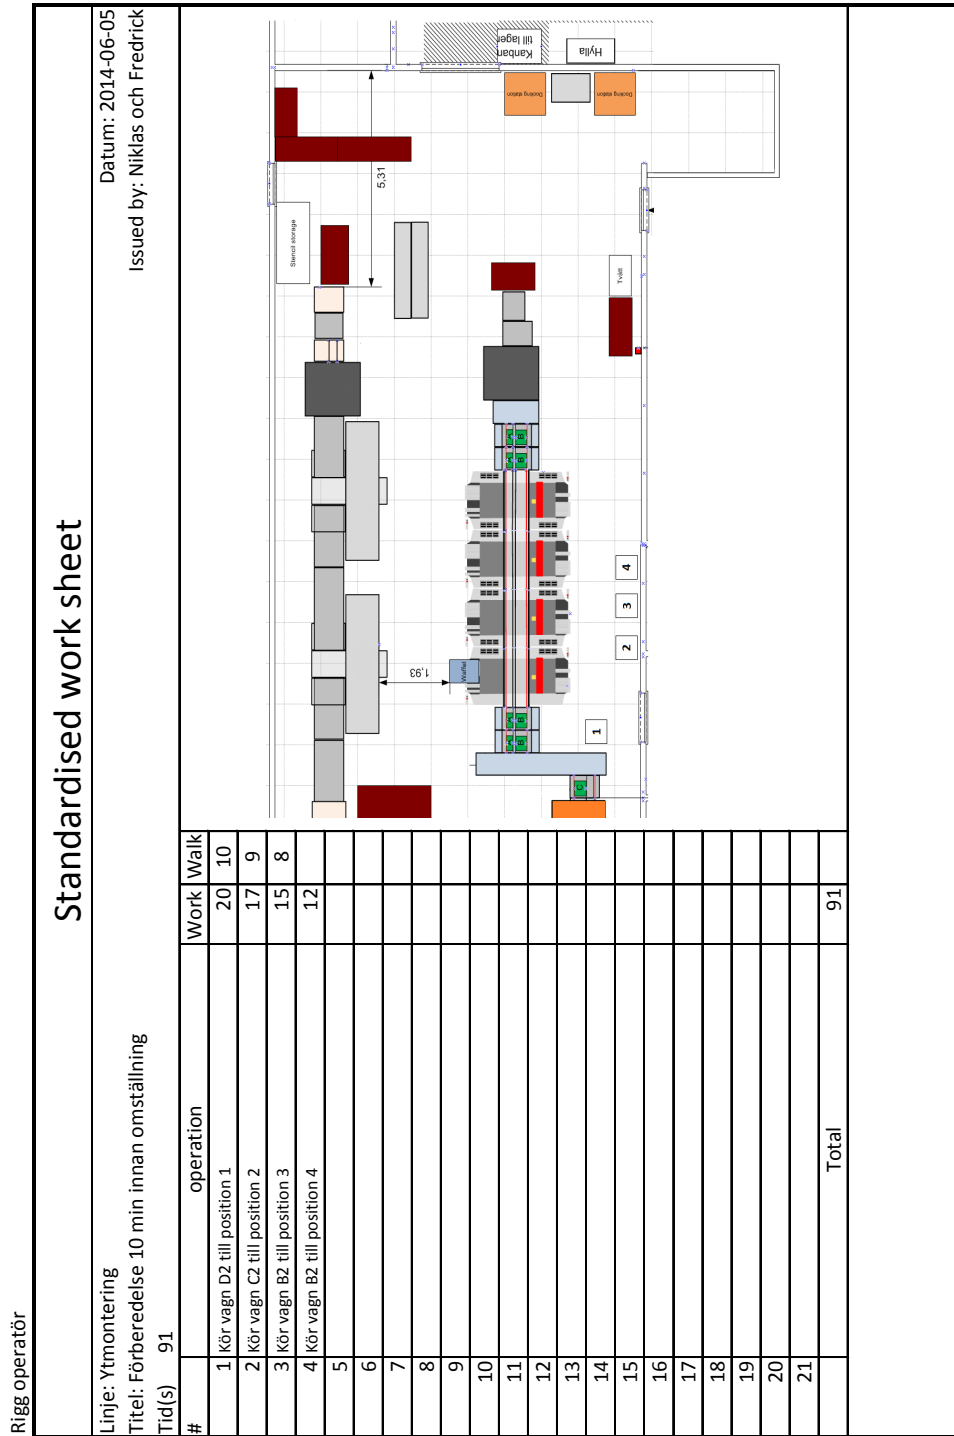 Rigg operatör
Standardised work sheet
Linje: Ytmontering
Datum: 2014-06-05
Titel: Förberedelse 10 min innan omställning
Issued by: Niklas och Fredrick
Tid(s) 91
# operation Work Walk
1 Kör vagn D2 till position 1 20 10
2 Kör vagn C2 till position 2 17 9
3 Kör vagn B2 till position 3 15 8
4 Kör vagn B2 till position 4 12
5
6
7
8
9
10
11
12
13
14
15
16
17
18
19
20
21
Total 91
Stencil storage
5,31
Kanban
till lager
Hylla
Docking station
Docking station
Tvätt
1,93
Waffel
A B
A B
A B
A B
C
1
2
3
4